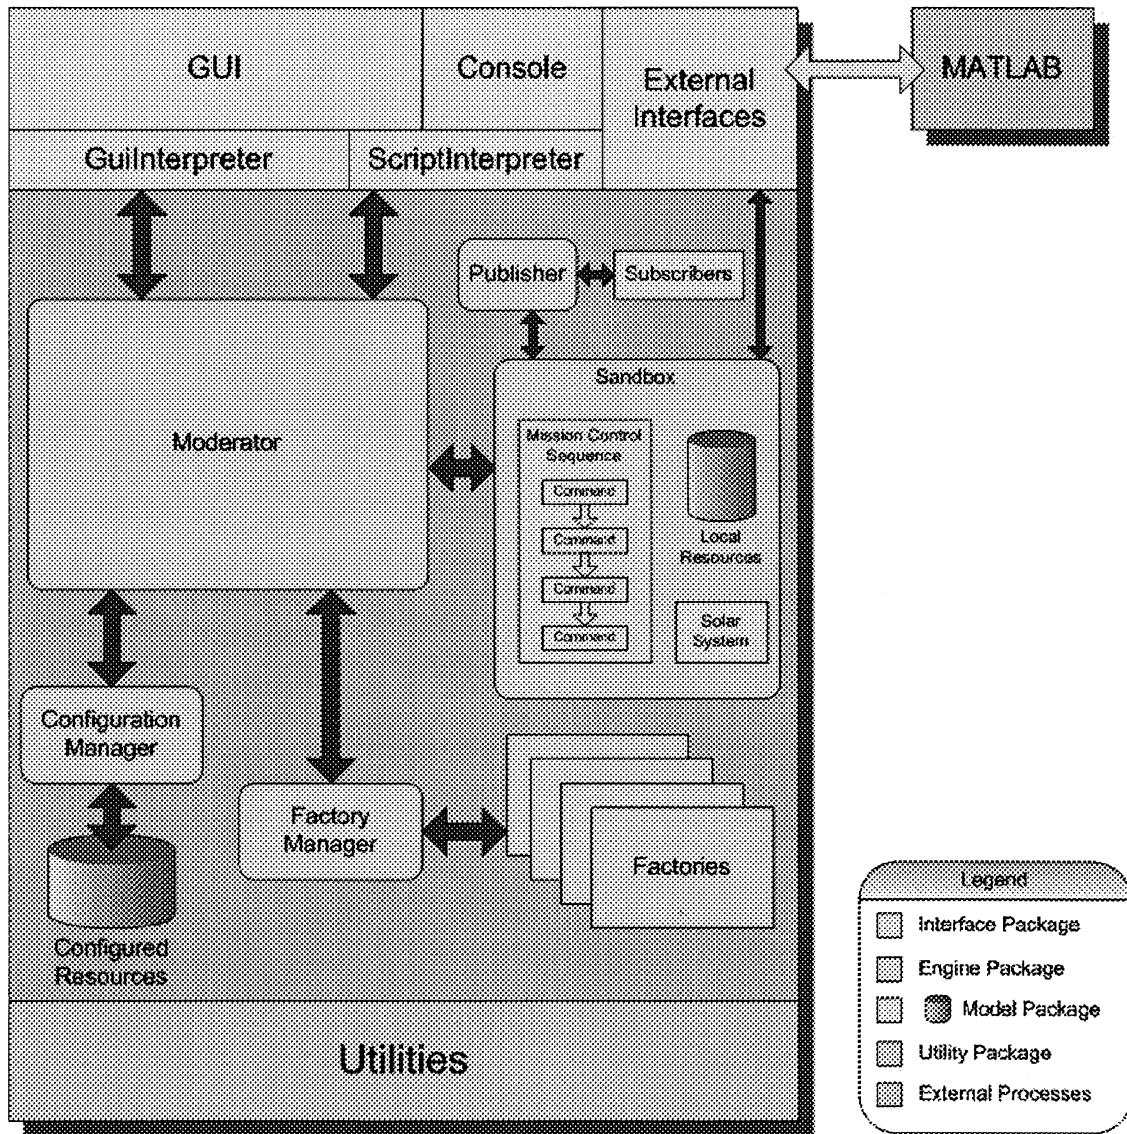 GUI
Console
External
Interfaces
MATLAB
GuiInterpreter
ScriptInterpreter
Publisher
Subscribers
Sandbox
Moderator
Mission Control
Sequence
Command
Command
Command
Command
Local
Resources
Solar
System
Configuration
Manager
Factory
Manager
Factories
Configured
Resources
Utilities
Legend
Interface Package
Engine Package
Model Package
Utility Package
External Processes